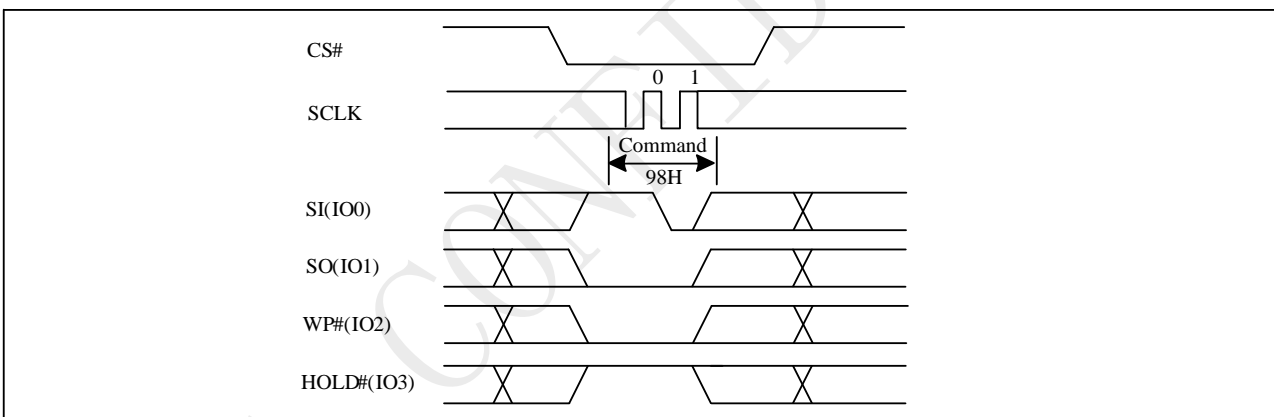 CS#
0 1
SCLK
Command
98H
SI(IO0)
SO(IO1)
WP#(IO2)
HOLD#(IO3)